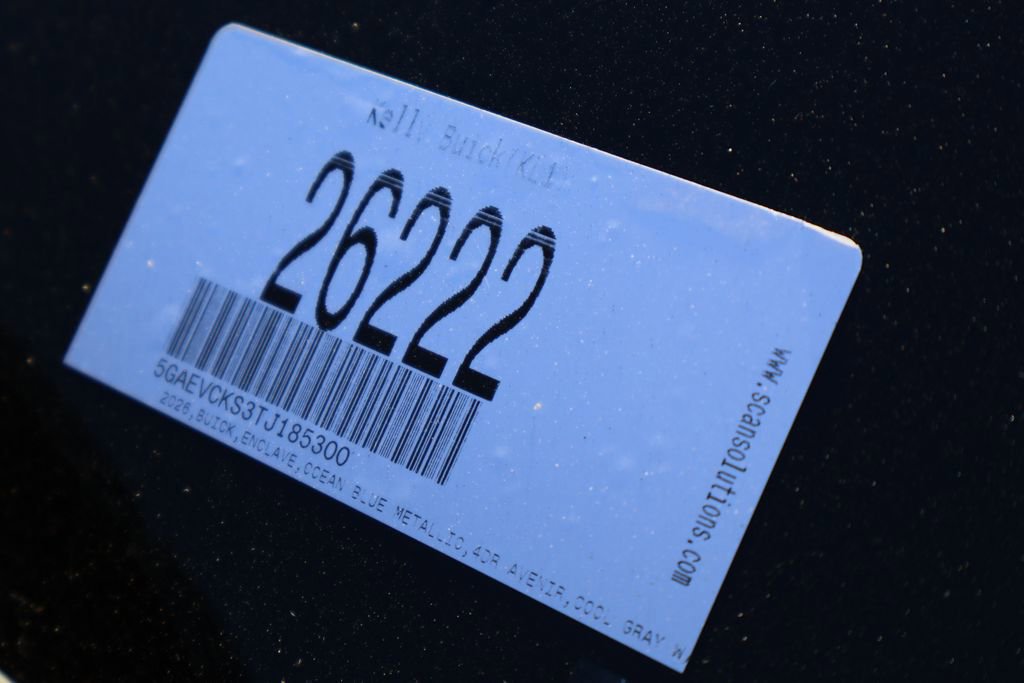 Kelly Buick(KL1)
26222
5GAEVCKS3TJ185300
2026,BUICK,ENCLAVE,OCEAN BLUE METALLIC,4DR AVENIR,COOL GRAY W
www.scansolutions.com